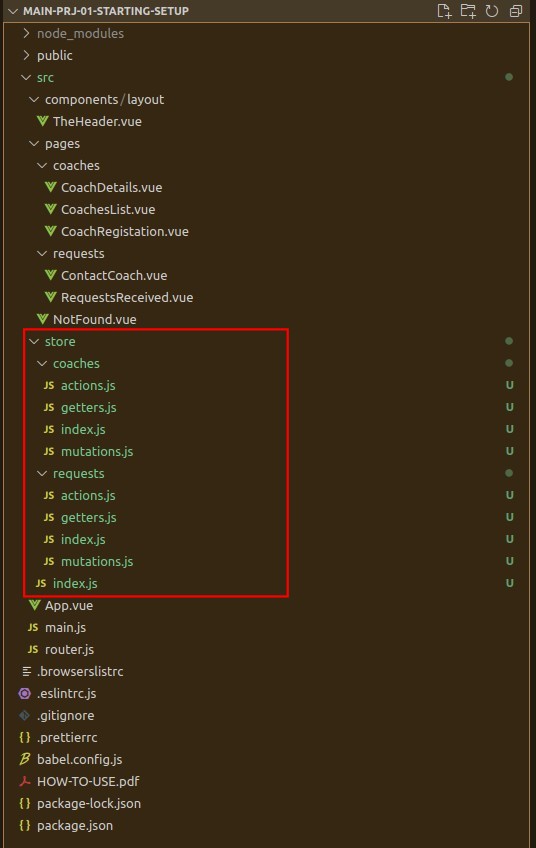 MAIN-PRJ-01-STARTING-SETUP
node_modules
public
src
components/layout
TheHeader.vue
pages
coaches
CoachDetails.vue
CoachesList.vue
CoachRegistation.vue
requests
ContactCoach.vue
RequestsReceived.vue
NotFound.vue
store
coaches
JS actions.js U
JS getters.js U
JS index.js U
JS mutations.js U
requests
JS actions.js U
JS getters.js U
JS index.js U
JS mutations.js U
JS index.js U
App.vue
JS main.js
JS router.js
.browserslistrc
.eslintrc.js
.gitignore
{} .prettierrc
babel.config.js
HOW-TO-USE.pdf
{} package-lock.json
{} package.json